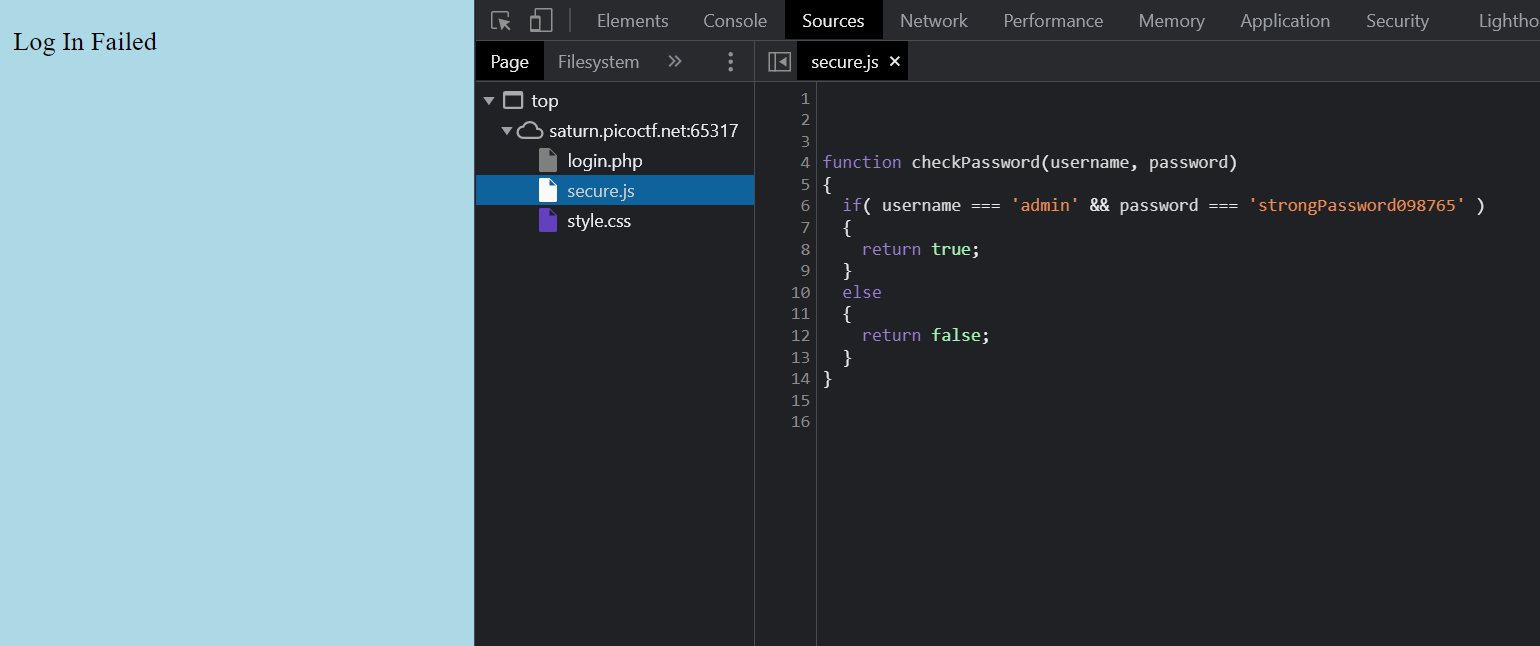 Log In Failed
Elements Console Sources Network Performance Memory Application Security Lightho
Page Filesystem » secure.js ×
top
saturn.picoctf.net:65317
login.php
secure.js
style.css
1
2
3
4 function checkPassword(username, password)
5 {
6 if( username === 'admin' && password === 'strongPassword098765' )
7 {
8 return true;
9 }
10 else
11 {
12 return false;
13 }
14 }
15
16